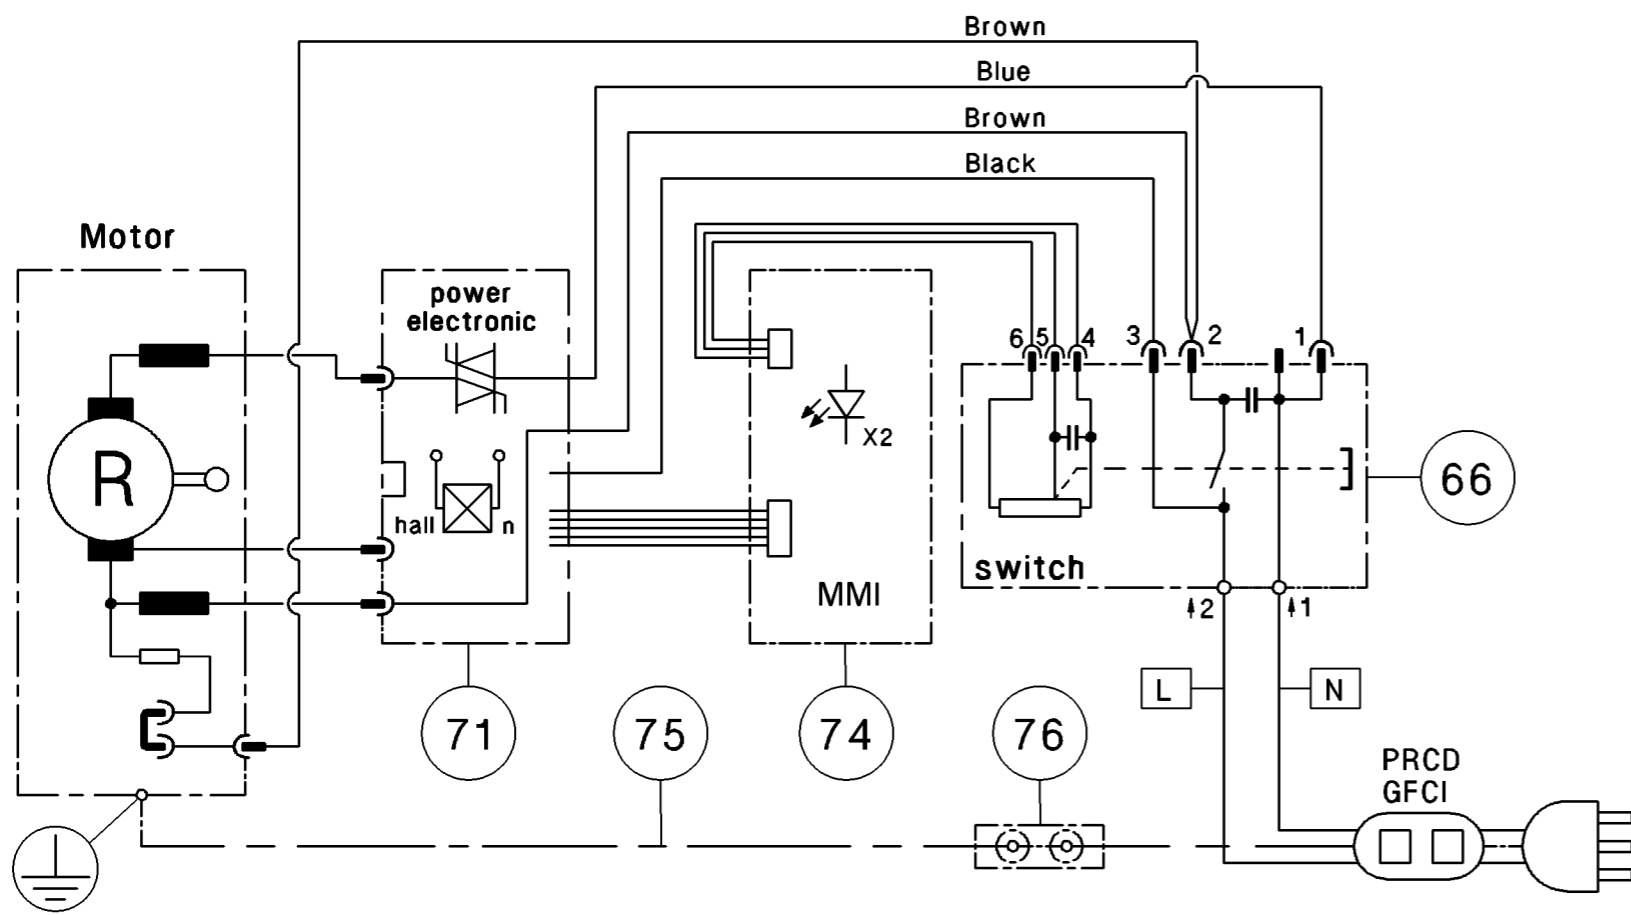 Brown
Blue
Brown
Black
Motor
power
electronic
6 5 4 3 2 1
X2
R
66
hall n
switch
MMI
2 1
L N
71 75 74 76
PRCD
GFCI